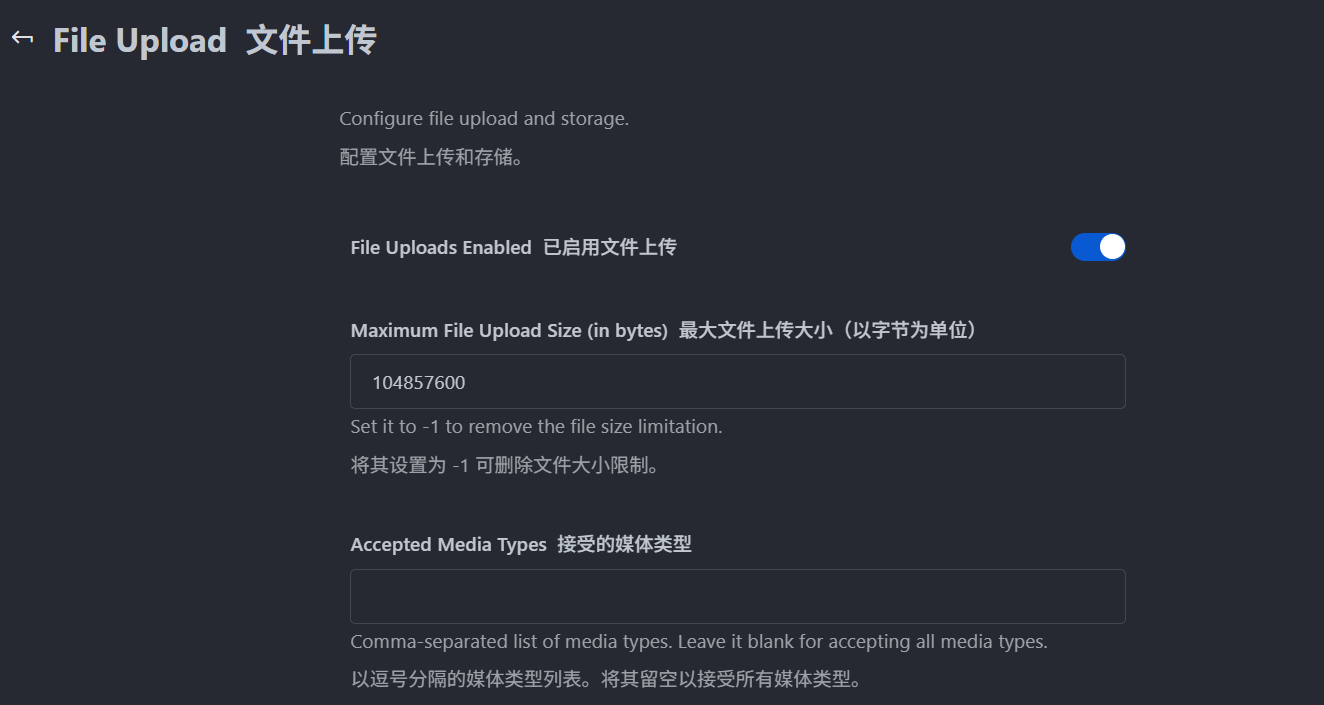 File Upload 文件上传
Configure file upload and storage.
配置文件上传和存储。
File Uploads Enabled 已启用文件上传
Maximum File Upload Size (in bytes) 最大文件上传大小（以字节为单位）
104857600
Set it to -1 to remove the file size limitation.
将其设置为 -1 可删除文件大小限制。
Accepted Media Types 接受的媒体类型
Comma-separated list of media types. Leave it blank for accepting all media types.
以逗号分隔的媒体类型列表。将其留空以接受所有媒体类型。